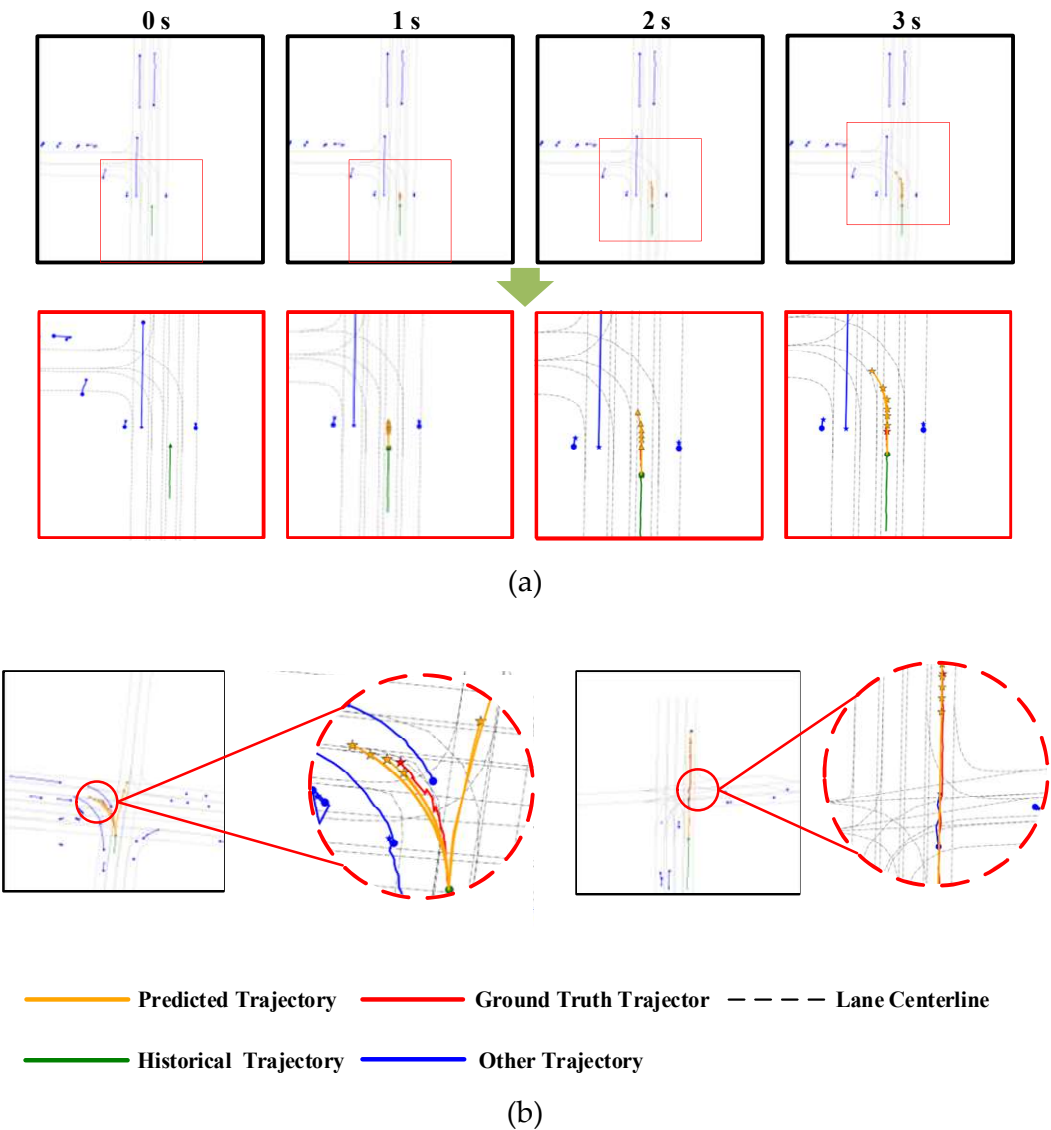 0 s 1 s 2 s 3 s
(a)
Predicted Trajectory Ground Truth Trajector Lane Centerline
Historical Trajectory Other Trajectory
(b)